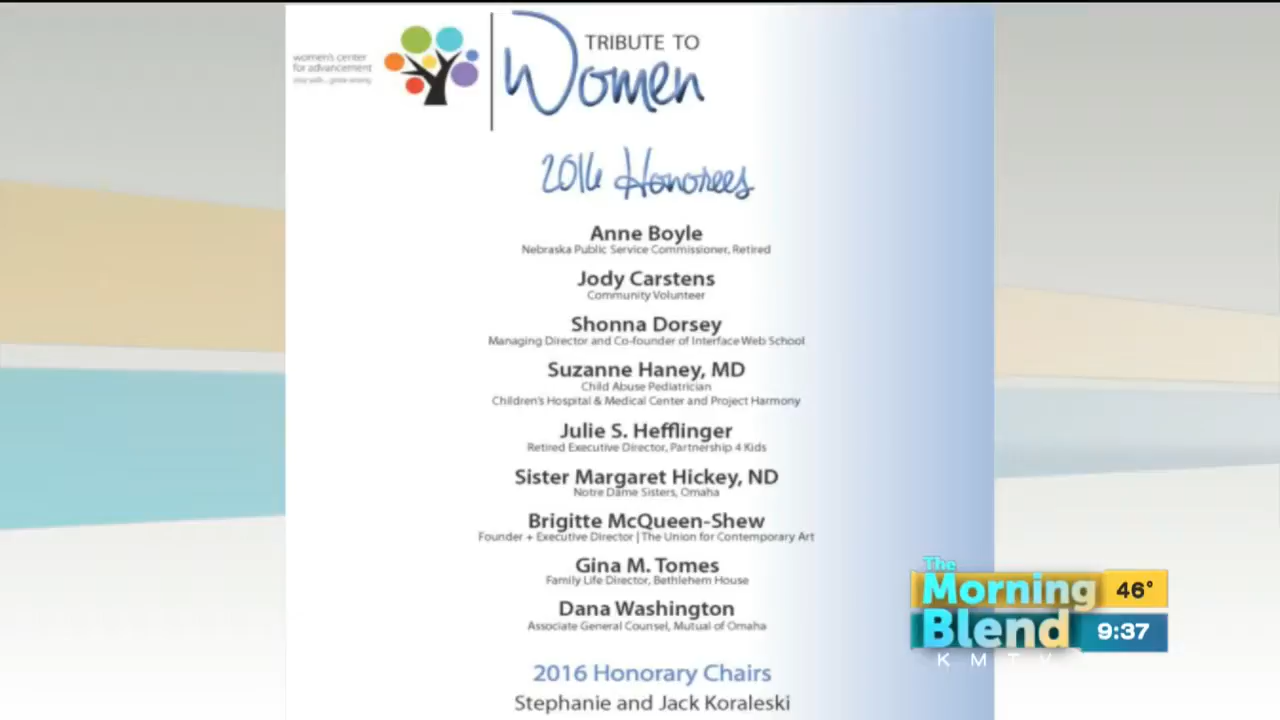 women's center
for advancement
TRIBUTE TO
Women
2016 Honorees
Anne Boyle
Nebraska Public Service Commissioner, Retired
Jody Carstens
Community Volunteer
Shonna Dorsey
Managing Director and Co-founder of Interface Web School
Suzanne Haney, MD
Child Abuse Pediatrician
Children's Hospital & Medical Center and Project Harmony
Julie S. Hefflinger
Retired Executive Director, Partnership 4 Kids
Sister Margaret Hickey, ND
Notre Dame Sisters, Omaha
Brigitte McQueen-Shew
Founder + Executive Director | The Union for Contemporary Art
Gina M. Tomes
Family Life Director, Bethlehem House
Dana Washington
Associate General Counsel, Mutual of Omaha
2016 Honorary Chairs
Stephanie and Jack Koraleski
The
Morning
Blend
KMTV
46°
9:37